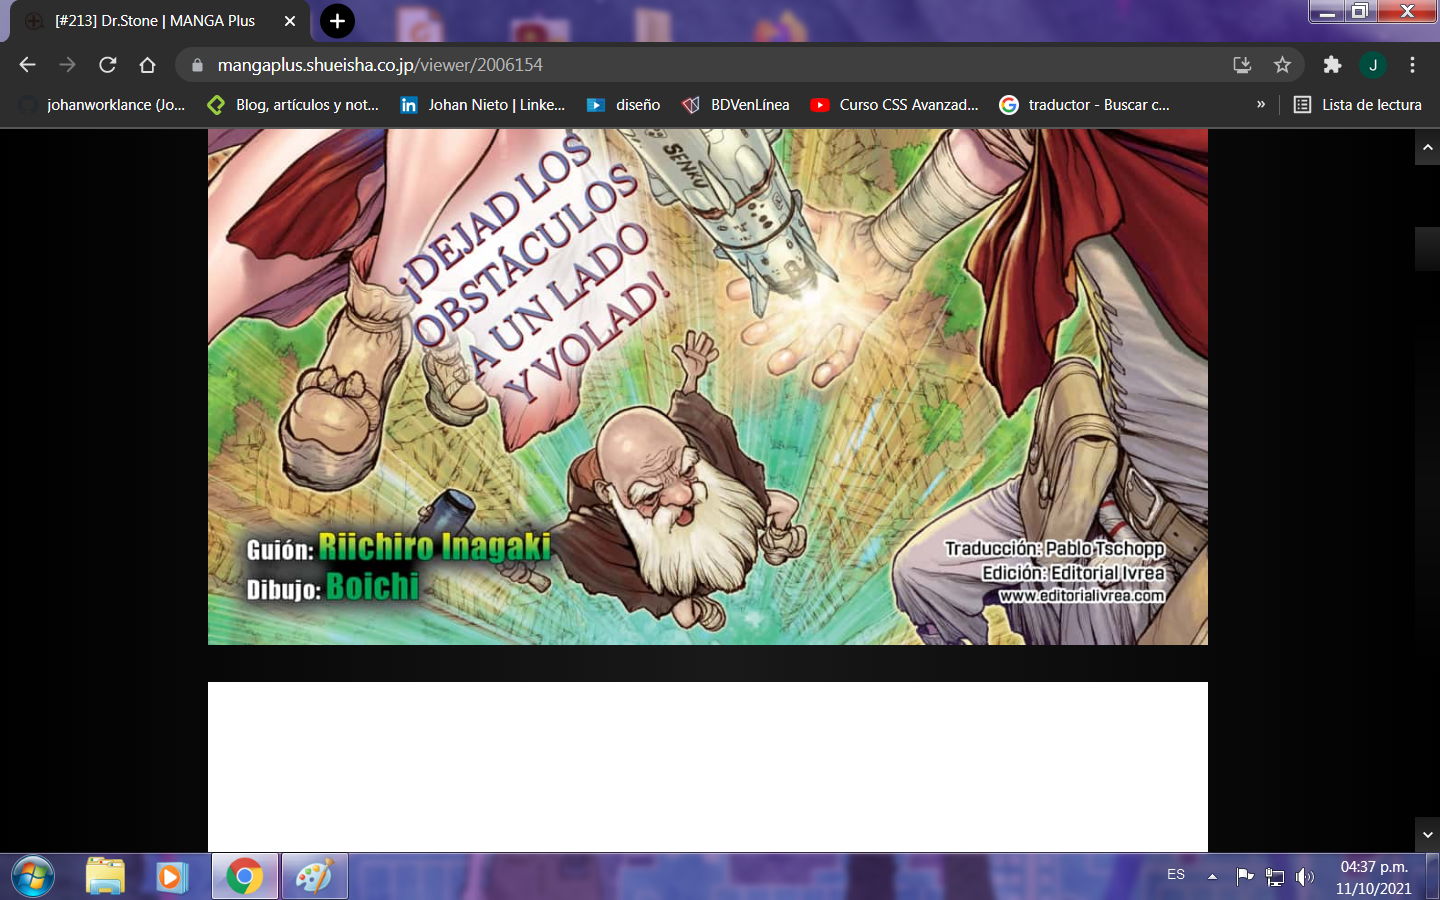 [#213] Dr.Stone | MANGA Plus
mangaplus.shueisha.co.jp/viewer/2006154
J
johanworklance (Jo...
Blog, artículos y not...
Johan Nieto | Linke...
diseño
BDVenLínea
Curso CSS Avanzad...
traductor - Buscar c...
»
Lista de lectura
SENKU
¡DEJAD LOS
OBSTÁCULOS
A UN LADO
Y VOLAD!
Guión: Riichiro Inagaki
Dibujo: Boichi
Traducción: Pablo Tschopp
Edición: Editorial Ivrea
www.editorialivrea.com
ES
04:37 p.m.
11/10/2021